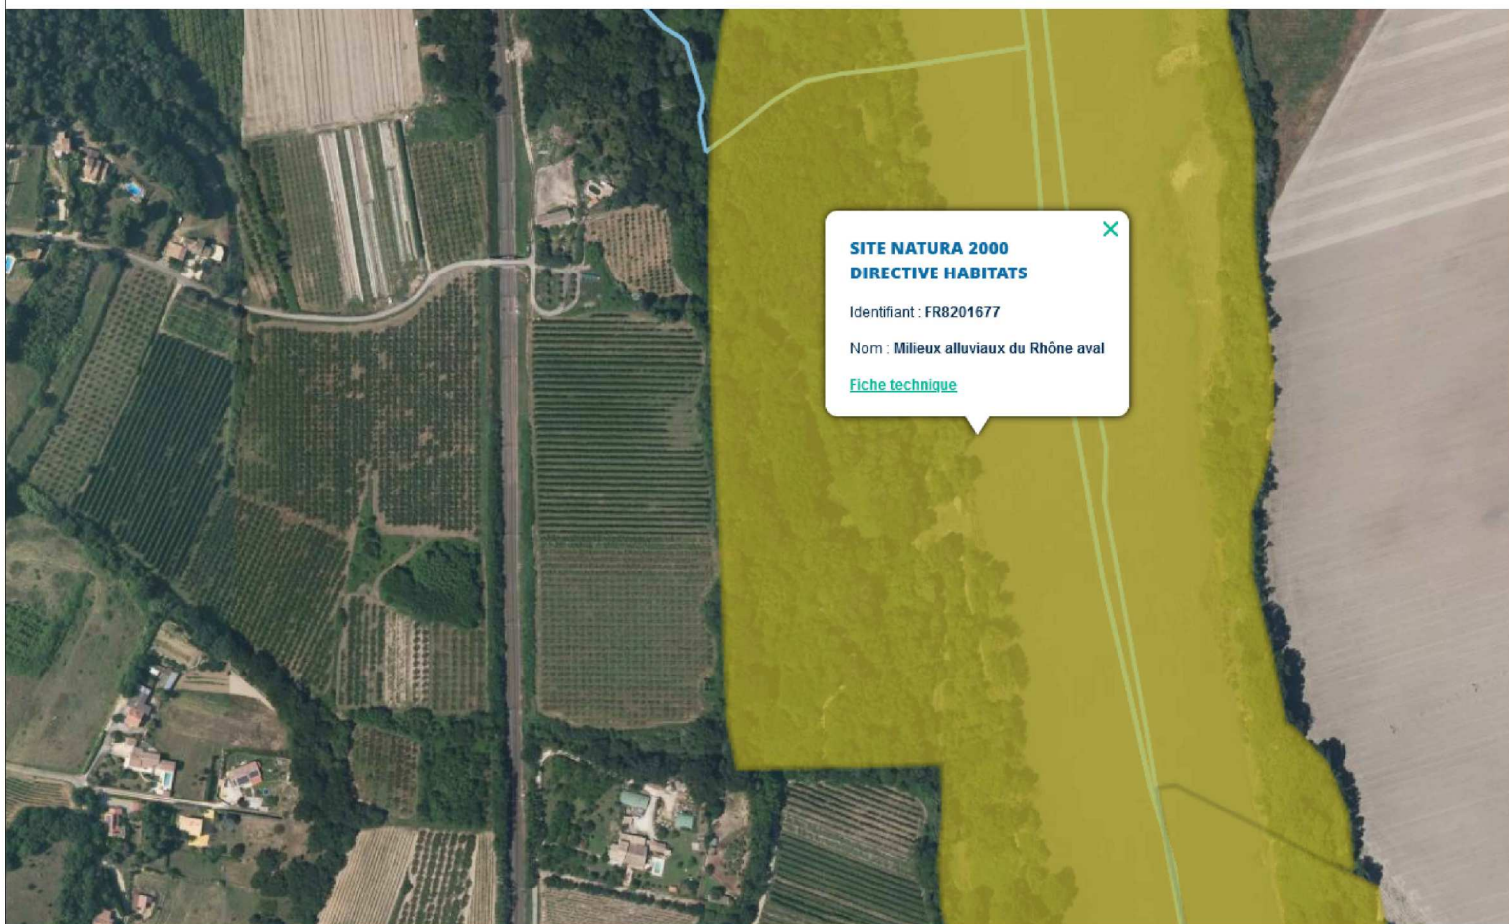 SITE NATURA 2000
DIRECTIVE HABITATS
Identifiant : FR8201677
Nom : Milieux alluviaux du Rhône aval
Fiche technique